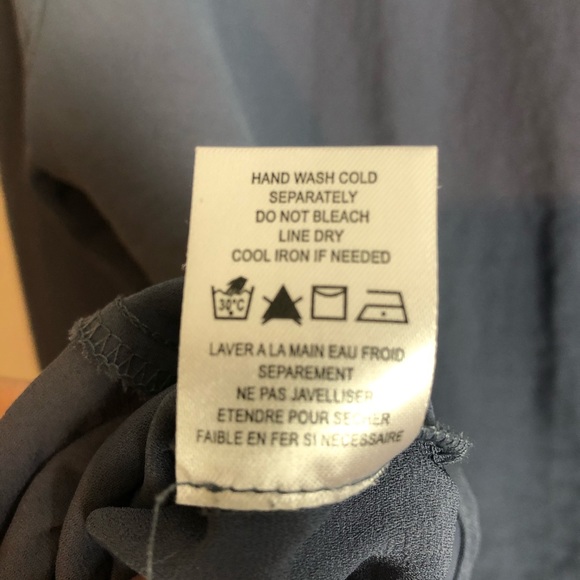 HAND WASH COLD
SEPARATELY
DO NOT BLEACH
LINE DRY
COOL IRON IF NEEDED
30°C
LAVER A LA MAIN EAU FROID
SEPAREMENT
NE PAS JAVELLISER
ETENDRE POUR SECHER
FAIBLE EN FER SI NECESSAIRE